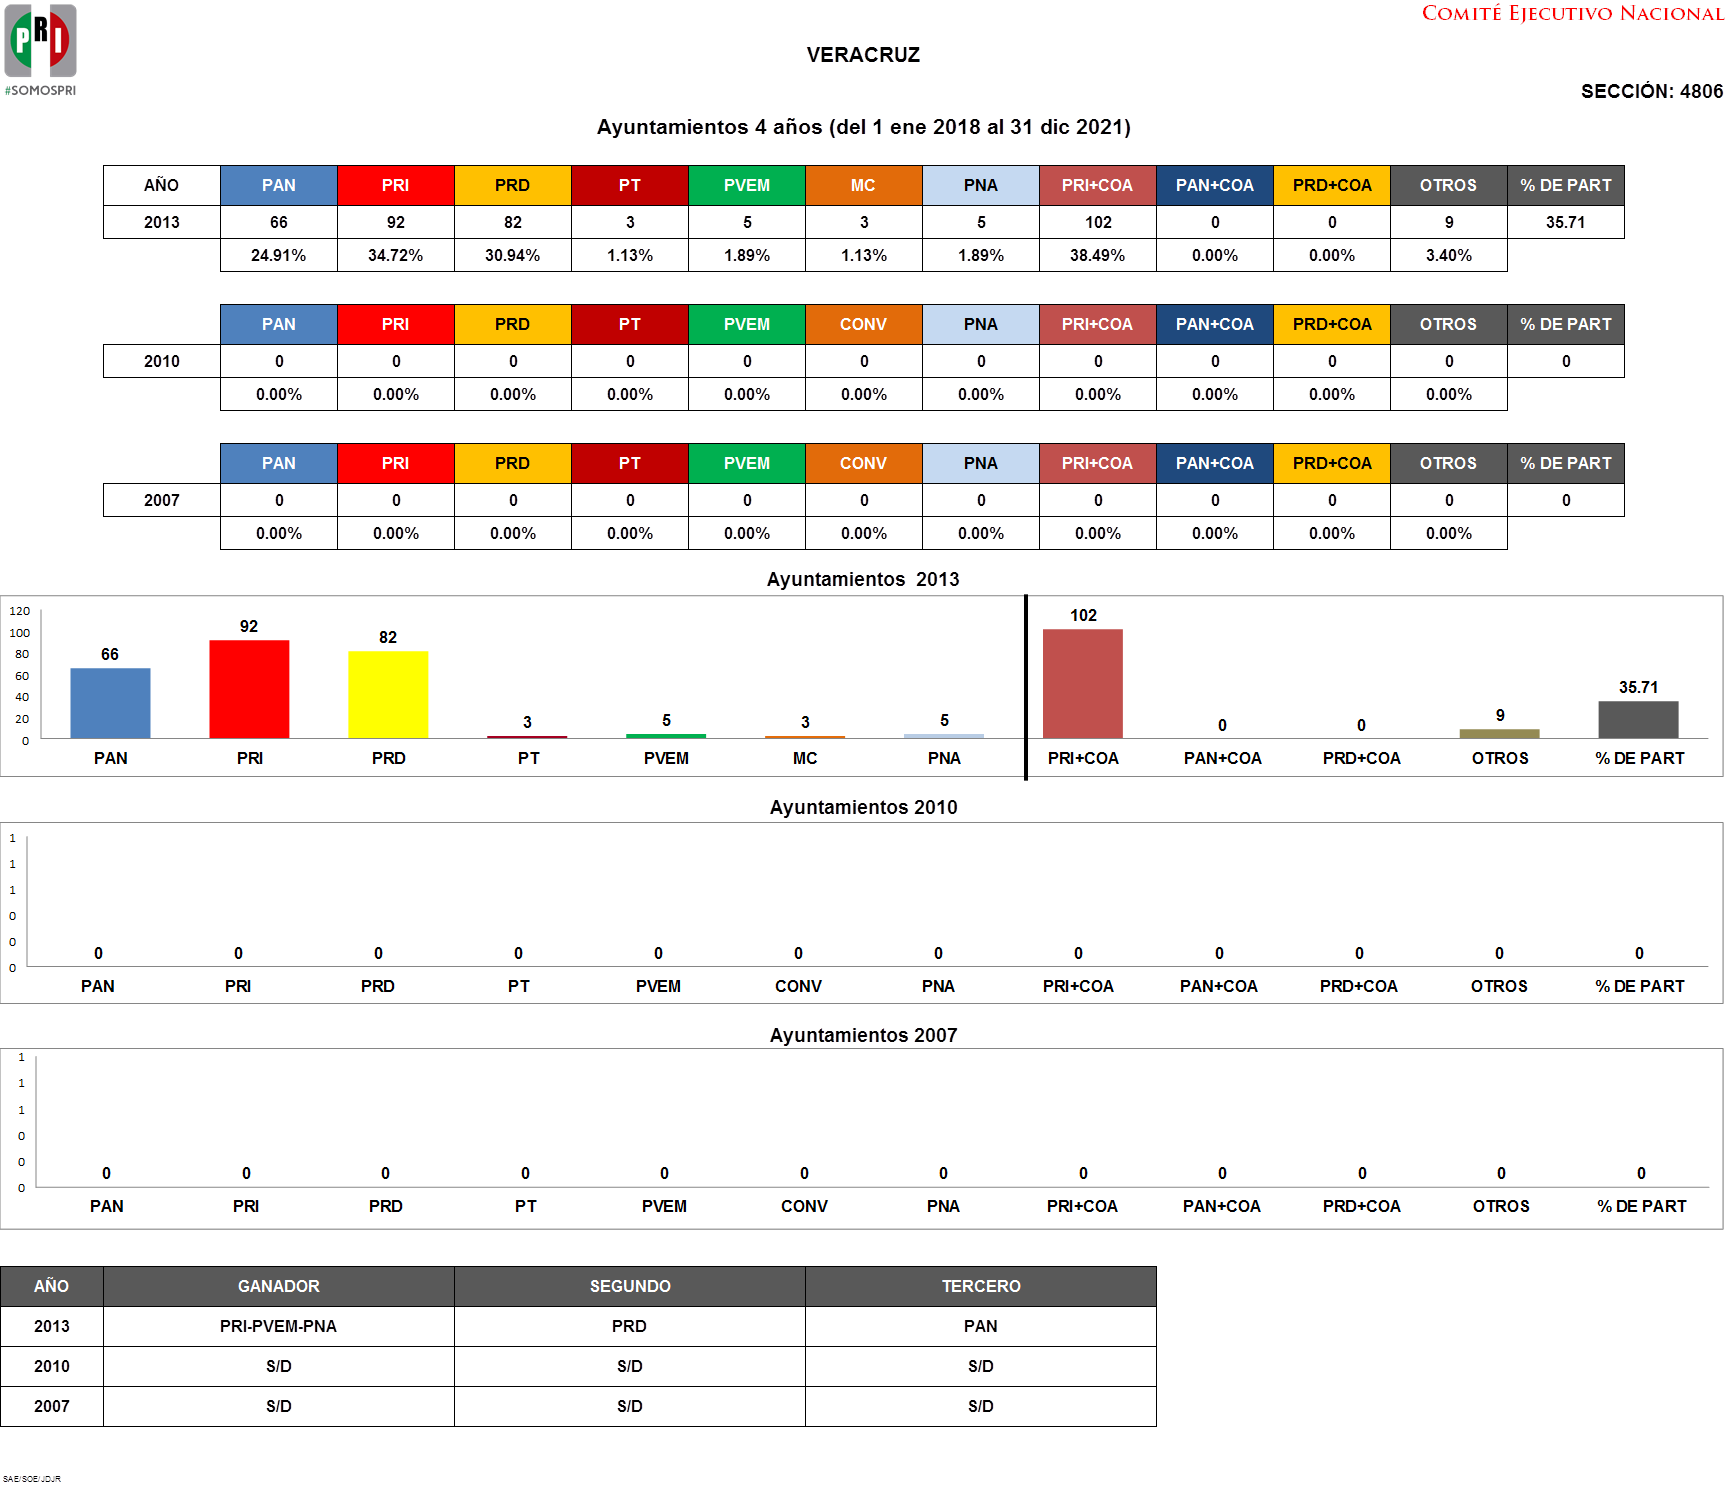 PRI
#SOMOSPRI
COMITÉ EJECUTIVO NACIONAL
VERACRUZ
SECCIÓN: 4806
Ayuntamientos 4 años (del 1 ene 2018 al 31 dic 2021)
AÑO PAN PRI PRD PT PVEM MC PNA PRI+COA PAN+COA PRD+COA OTROS % DE PART
2013 66 92 82 3 5 3 5 102 0 0 9 35.71
24.91% 34.72% 30.94% 1.13% 1.89% 1.13% 1.89% 38.49% 0.00% 0.00% 3.40%
PAN PRI PRD PT PVEM CONV PNA PRI+COA PAN+COA PRD+COA OTROS % DE PART
2010 0 0 0 0 0 0 0 0 0 0 0 0
0.00% 0.00% 0.00% 0.00% 0.00% 0.00% 0.00% 0.00% 0.00% 0.00% 0.00%
PAN PRI PRD PT PVEM CONV PNA PRI+COA PAN+COA PRD+COA OTROS % DE PART
2007 0 0 0 0 0 0 0 0 0 0 0 0
0.00% 0.00% 0.00% 0.00% 0.00% 0.00% 0.00% 0.00% 0.00% 0.00% 0.00%
Ayuntamientos 2013
120
100
80
60
40
20
0
66 92 82 3 5 3 5 102 0 0 9 35.71
PAN PRI PRD PT PVEM MC PNA PRI+COA PAN+COA PRD+COA OTROS % DE PART
Ayuntamientos 2010
1
1
1
0
0
0
0 0 0 0 0 0 0 0 0 0 0 0
PAN PRI PRD PT PVEM CONV PNA PRI+COA PAN+COA PRD+COA OTROS % DE PART
Ayuntamientos 2007
1
1
1
0
0
0
0 0 0 0 0 0 0 0 0 0 0 0
PAN PRI PRD PT PVEM CONV PNA PRI+COA PAN+COA PRD+COA OTROS % DE PART
AÑO GANADOR SEGUNDO TERCERO
2013 PRI-PVEM-PNA PRD PAN
2010 S/D S/D S/D
2007 S/D S/D S/D
SAE/SOE/JDJR